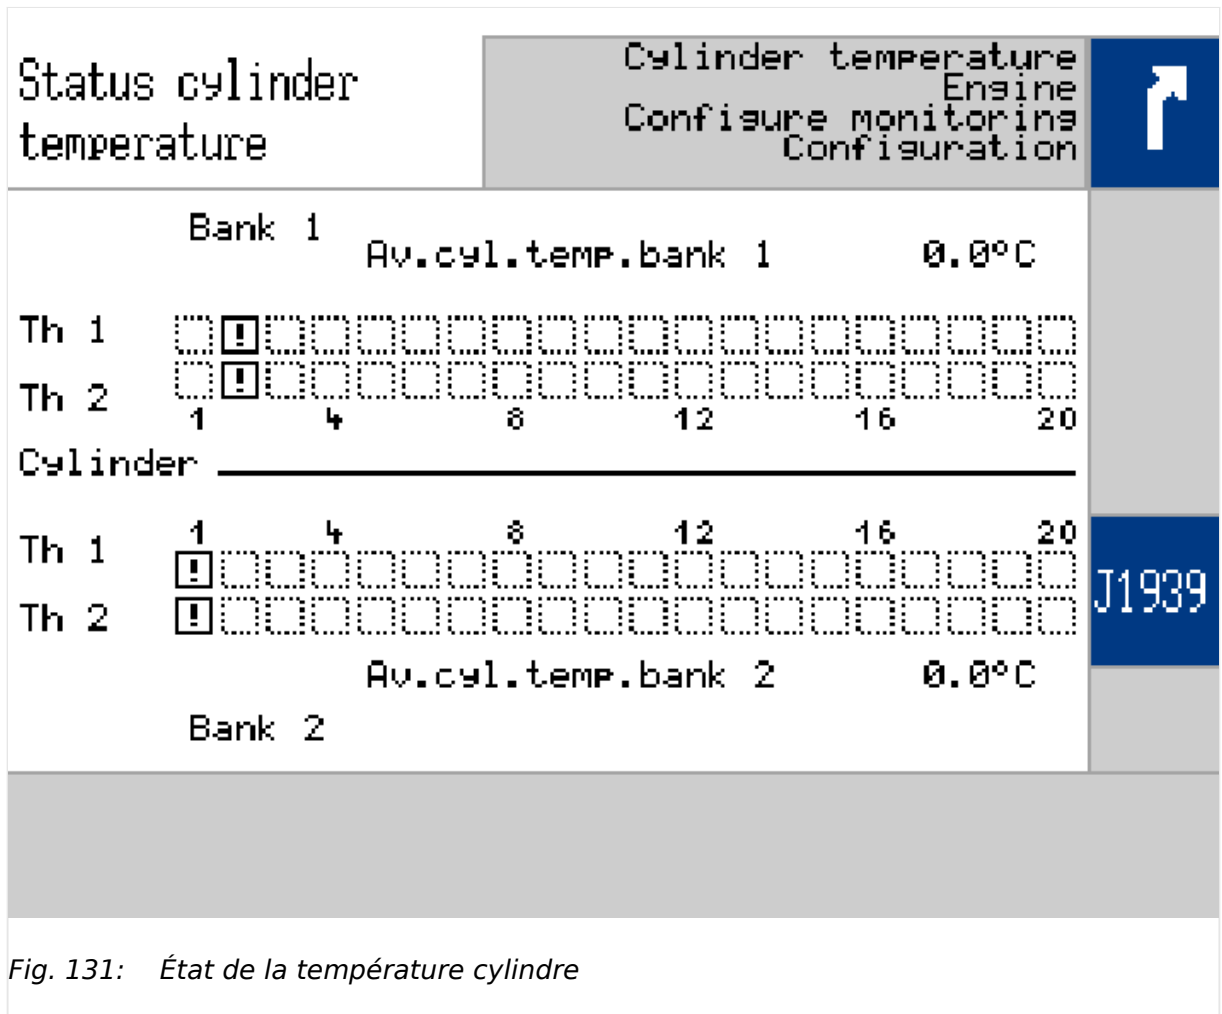 Status cylinder
temperature
Cylinder temperature
Engine
Configure monitoring
Configuration
Bank 1
Av.cyl.temp.bank 1 0.0°C
Th 1 !
Th 2 !
1 4 8 12 16 20
Cylinder
1 4 8 12 16 20
Th 1 !
Th 2 !
J1939
Av.cyl.temp.bank 2 0.0°C
Bank 2
Fig. 131: État de la température cylindre